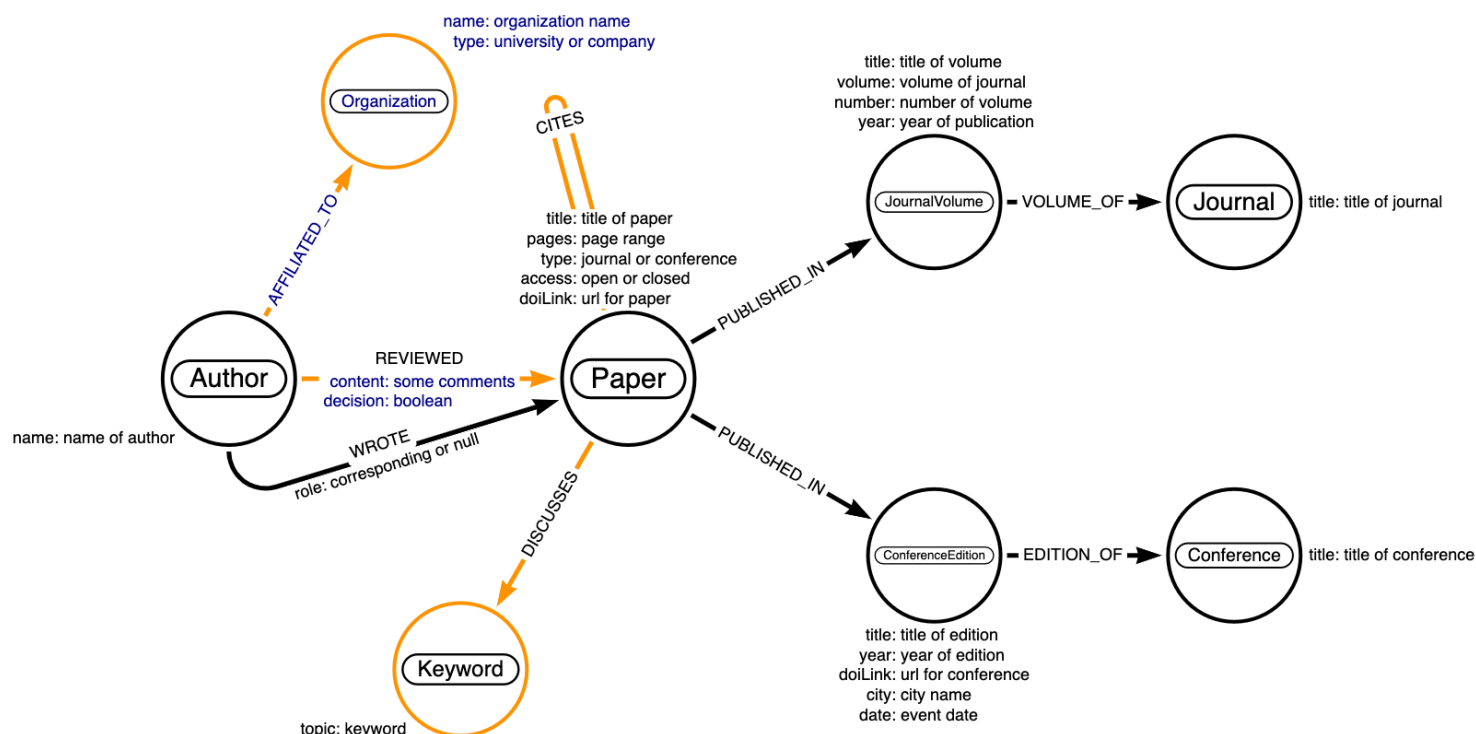 name: organization name
type: university or company
Organization
CITES
title: title of volume
volume: volume of journal
number: number of volume
year: year of publication
JournalVolume
VOLUME_OF
Journal
title: title of journal
AFFILIATED_TO
title: title of paper
pages: page range
type: journal or conference
access: open or closed
doiLink: url for paper
PUBLISHED_IN
Author
name: name of author
REVIEWED
content: some comments
decision: boolean
Paper
WROTE
role: corresponding or null
PUBLISHED_IN
DISCUSSES
ConferenceEdition
EDITION_OF
Conference
title: title of conference
title: title of edition
year: year of edition
doiLink: url for conference
city: city name
date: event date
Keyword
topic: keyword